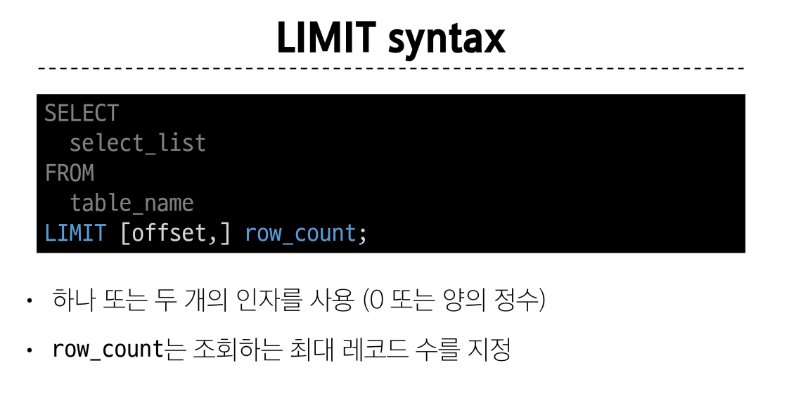 LIMIT syntax
SELECT
select_list
FROM
table_name
LIMIT [offset,] row_count;
• 하나 또는 두 개의 인자를 사용 (0 또는 양의 정수)
• row_count는 조회하는 최대 레코드 수를 지정